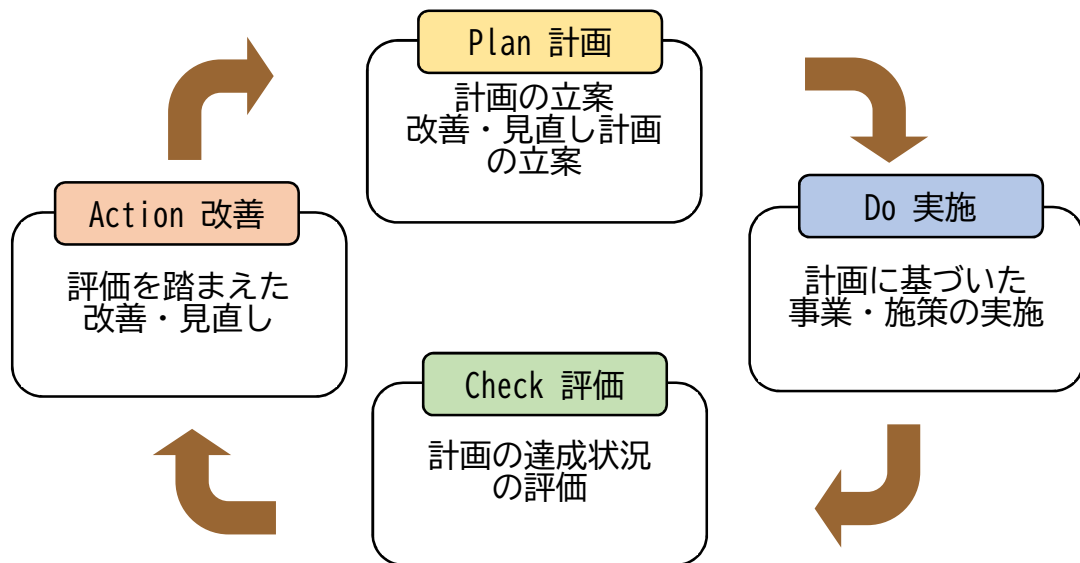 Plan 計画
計画の立案
改善・見直し計画
の立案
Do 実施
計画に基づいた
事業・施策の実施
Check 評価
計画の達成状況
の評価
Action 改善
評価を踏まえた
改善・見直し